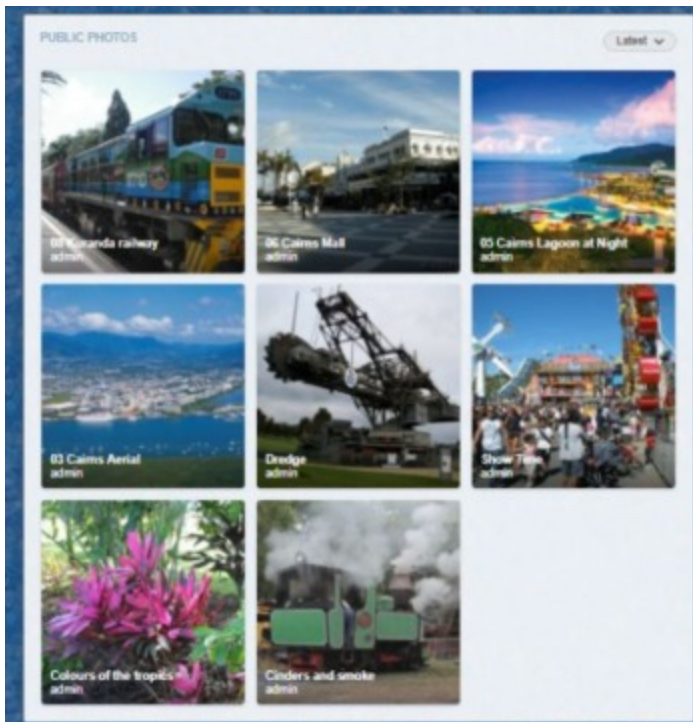 PUBLIC PHOTOS
Latest
Kuranda railway
admin
06 Cairns Mall
admin
05 Cairns Lagoon at Night
admin
03 Cairns Aerial
admin
Dredge
admin
Show Time
admin
Colours of the tropics
admin
Cinders and smoke
admin